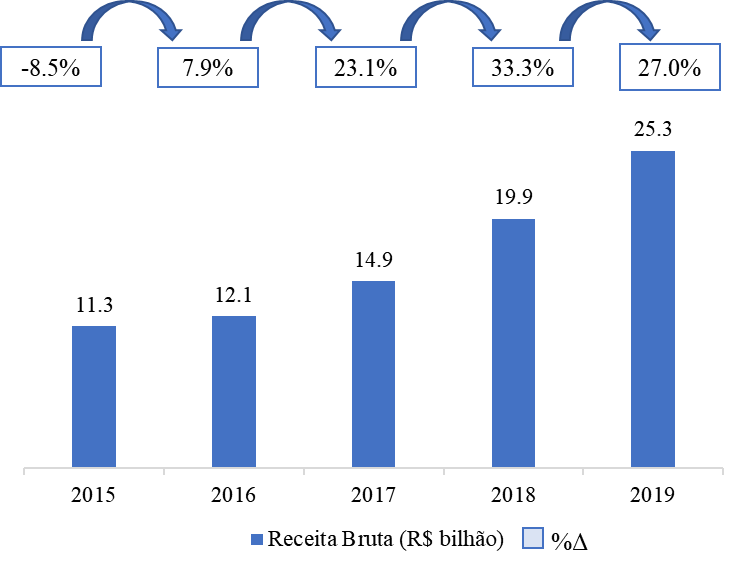 -8.5% 7.9% 23.1% 33.3% 27.0%
25.3
19.9
14.9
12.1
11.3
2015 2016 2017 2018 2019
Receita Bruta (R$ bilhão) %Δ